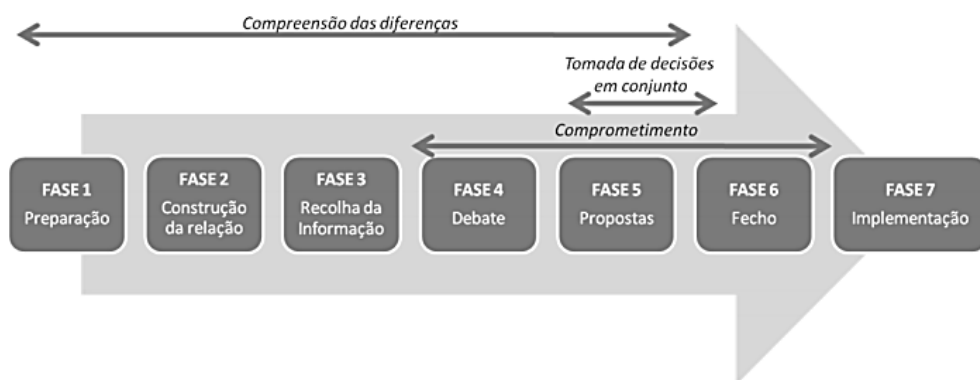 Compreensão das diferenças
Tomada de decisões
em conjunto
Comprometimento
FASE 1
Preparação
FASE 2
Construção
da relação
FASE 3
Recolha da
Informação
FASE 4
Debate
FASE 5
Propostas
FASE 6
Fecho
FASE 7
Implementação